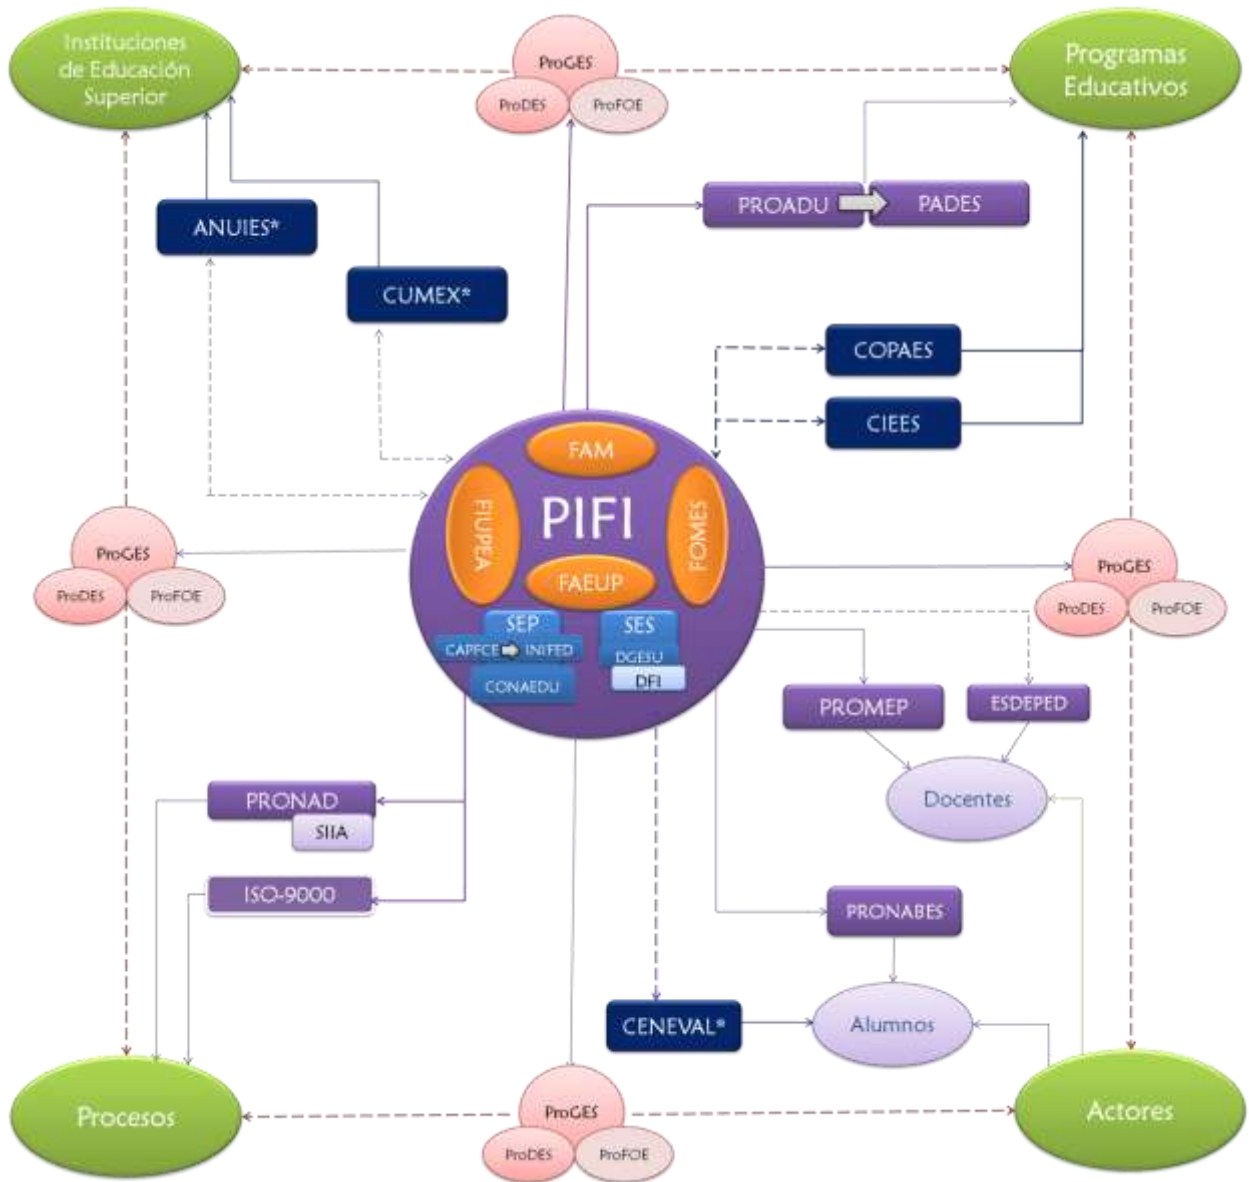 Instituciones
de Educación
Superior
ProGES
ProDES
ProFOE
Programas
Educativos
PROADU
PADES
ANUIES*
CUMEX*
COPAES
CIEES
FAM
FIUPEA
PIFI
FOMES
FAEUP
ProGES
ProDES
ProFOE
ProGES
ProDES
ProFOE
SEP
CAPFCE
INIFED
CONAEDU
SES
DGESU
DFI
PROMEP
ESDEPED
Docentes
PRONAD
SIIA
ISO-9000
PRONABES
CENEVAL*
Alumnos
Procesos
ProGES
ProDES
ProFOE
Actores